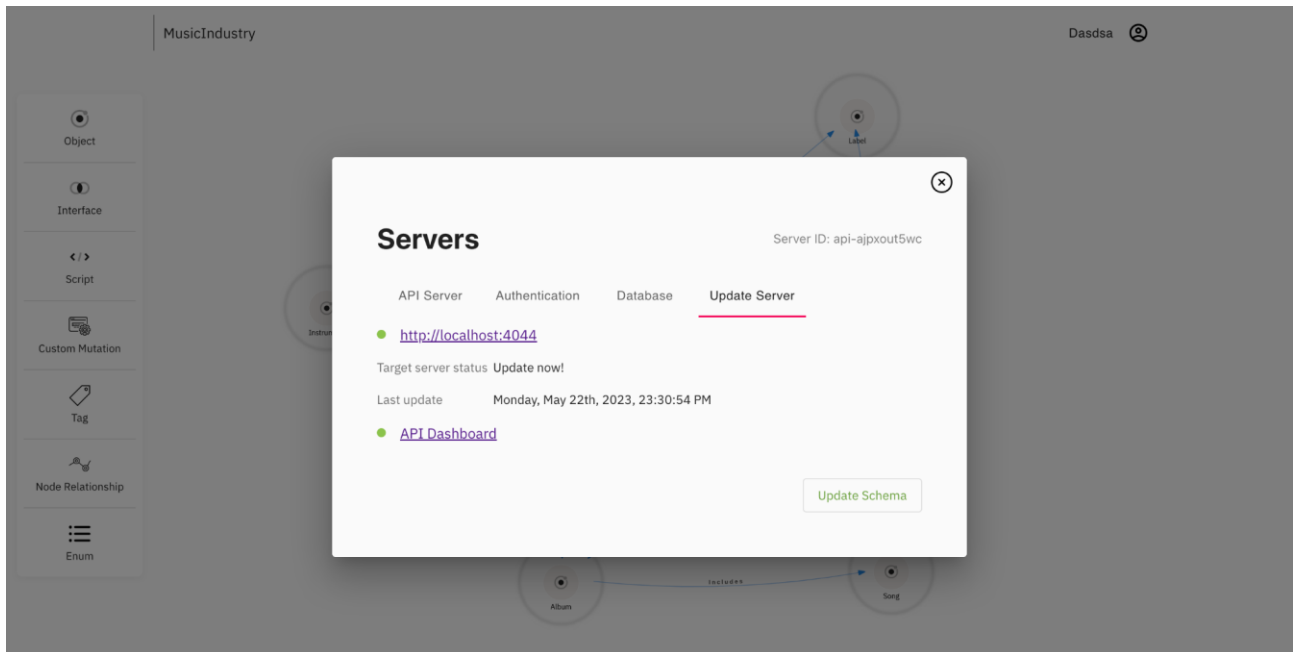 MusicIndustry
Dasdsa
Object
Interface
Script
Custom Mutation
Tag
Node Relationship
Enum
Label
Servers
Server ID: api-ajpxout5wc
API Server Authentication Database Update Server
http://localhost:4044
Target server status Update now!
Last update Monday, May 22th, 2023, 23:30:54 PM
API Dashboard
Update Schema
Includes
Album
Song